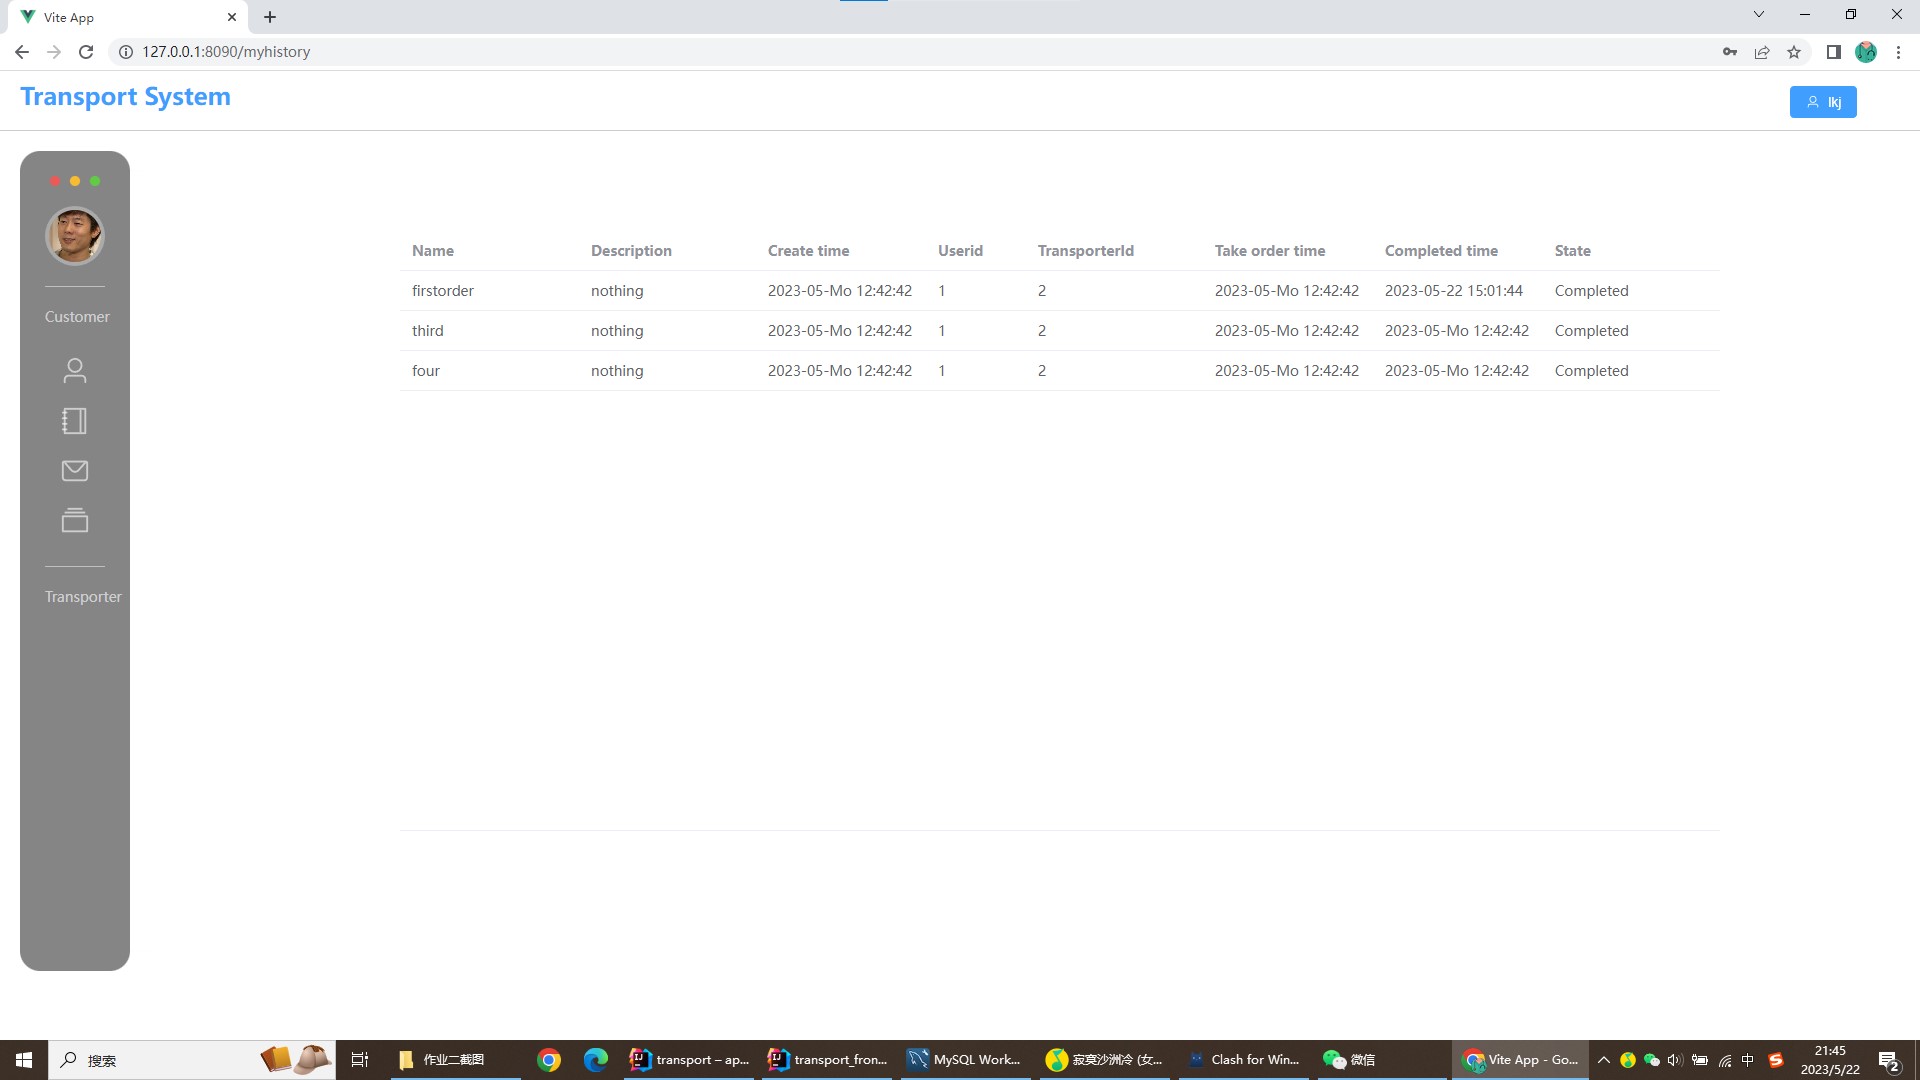 Vite App
127.0.0.1:8090/myhistory
Transport System
lkj
Customer
Transporter
Name Description Create time Userid TransporterId Take order time Completed time State
firstorder nothing 2023-05-Mo 12:42:42 1 2 2023-05-Mo 12:42:42 2023-05-22 15:01:44 Completed
third nothing 2023-05-Mo 12:42:42 1 2 2023-05-Mo 12:42:42 2023-05-Mo 12:42:42 Completed
four nothing 2023-05-Mo 12:42:42 1 2 2023-05-Mo 12:42:42 2023-05-Mo 12:42:42 Completed
搜索 作业二截图 transport – ap... transport_fron... MySQL Work... 寂寞沙洲冷 (女... Clash for Win... 微信 Vite App - Go... 中 21:45 2
2023/5/22